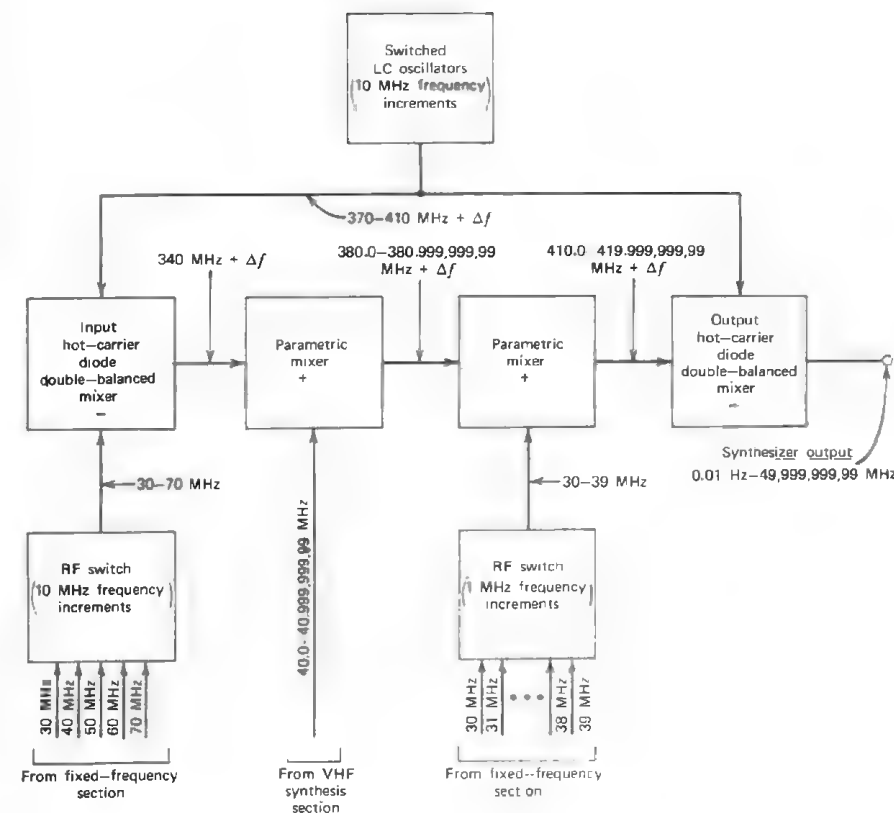 Switched
LC oscillators
(10 MHz frequency
increments)
370–410 MHz + Δf
340 MHz + Δf
380.0–380.999,999,99
MHz + Δf
410.0 419.999,999,99
MHz + Δf
Input
hot–carrier
diode
double–balanced
mixer
–
Parametric
mixer
+
Parametric
mixer
+
Output
hot–carrier
diode
double–balanced
mixer
–
Synthesizer output
0.01 Hz–49,999,999,99 MHz
30–70 MHz
30–39 MHz
RF switch
(10 MHz frequency
increments)
40.0–40.999,999,99 MHz
RF switch
(1 MHz frequency
increments)
30 MHz
40 MHz
50 MHz
60 MHz
70 MHz
30 MHz
31 MHz
•••
38 MHz
39 MHz
From fixed–frequency
section
From VHF
synthesis
section
From fixed–frequency
section